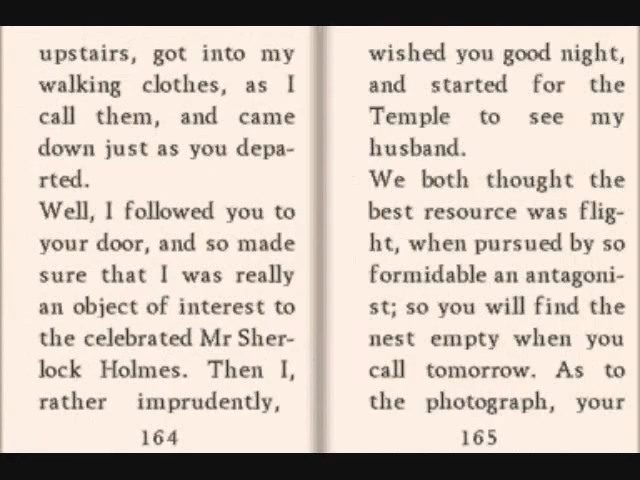 upstairs, got into my
walking clothes, as I
call them, and came
down just as you depa-
rted.
Well, I followed you to
your door, and so made
sure that I was really
an object of interest to
the celebrated Mr Sher-
lock Holmes. Then I,
rather imprudently,
164
wished you good night,
and started for the
Temple to see my
husband.
We both thought the
best resource was flig-
ht, when pursued by so
formidable an antagoni-
st; so you will find the
nest empty when you
call tomorrow. As to
the photograph, your
165